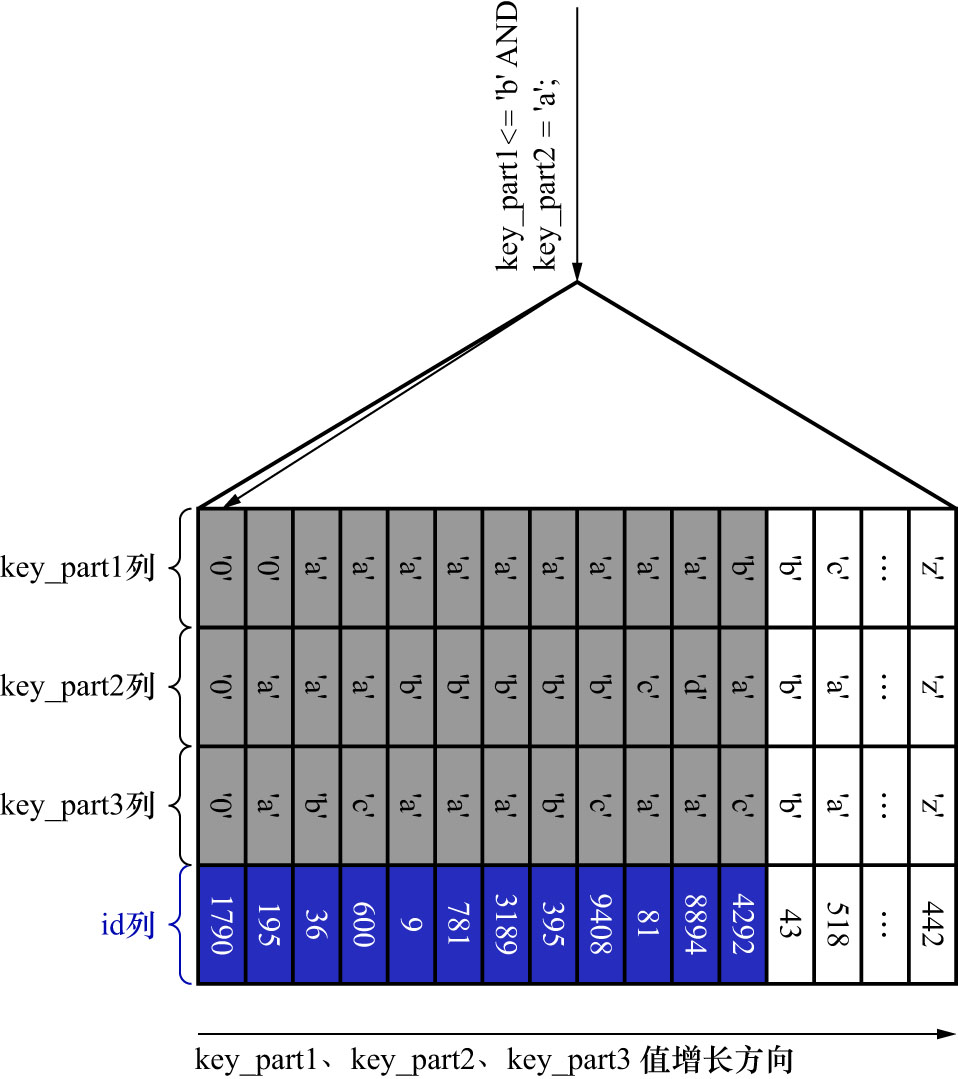 key_part1 <= 'b' AND
key_part2 = 'a';
key_part1列 '0' '0' 'a' 'a' 'a' 'a' 'a' 'a' 'a' 'a' 'a' 'b' 'b' 'c' … 'z'
key_part2列 '0' 'a' 'a' 'a' 'b' 'b' 'b' 'b' 'b' 'c' 'd' 'a' 'b' 'a' … 'z'
key_part3列 '0' 'a' 'b' 'c' 'a' 'a' 'a' 'b' 'c' 'a' 'a' 'c' 'b' 'a' … 'z'
id列 1790 195 36 600 9 781 3189 395 9408 81 8894 4292 43 518 … 442
key_part1、key_part2、key_part3 值增长方向